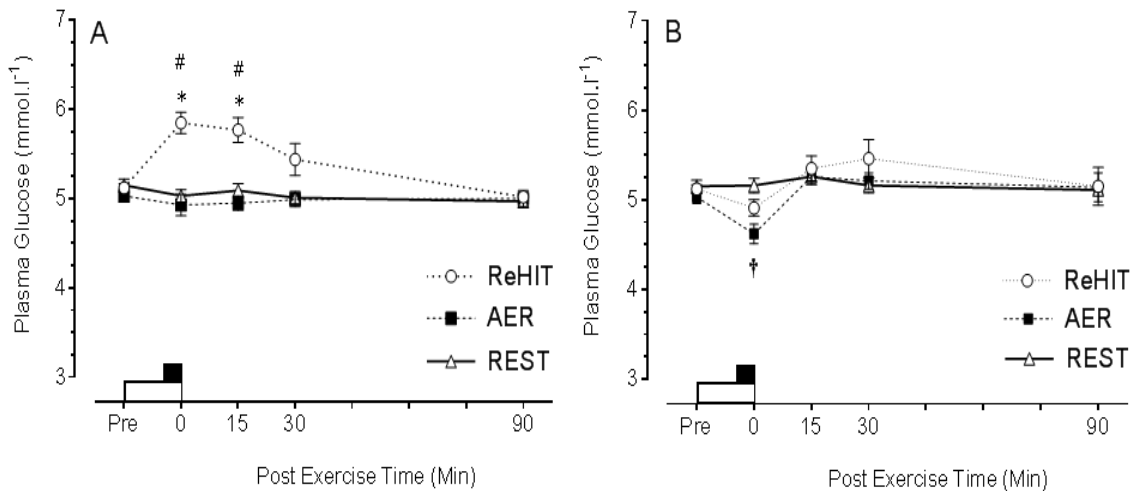 A
Plasma Glucose (mmol.l⁻¹)
7
6
5
4
3
#
*
#
*
ReHIT
AER
REST
Pre
0
15
30
90
Post Exercise Time (Min)
B
Plasma Glucose (mmol.l⁻¹)
7
6
5
4
3
†
ReHIT
AER
REST
Pre
0
15
30
90
Post Exercise Time (Min)